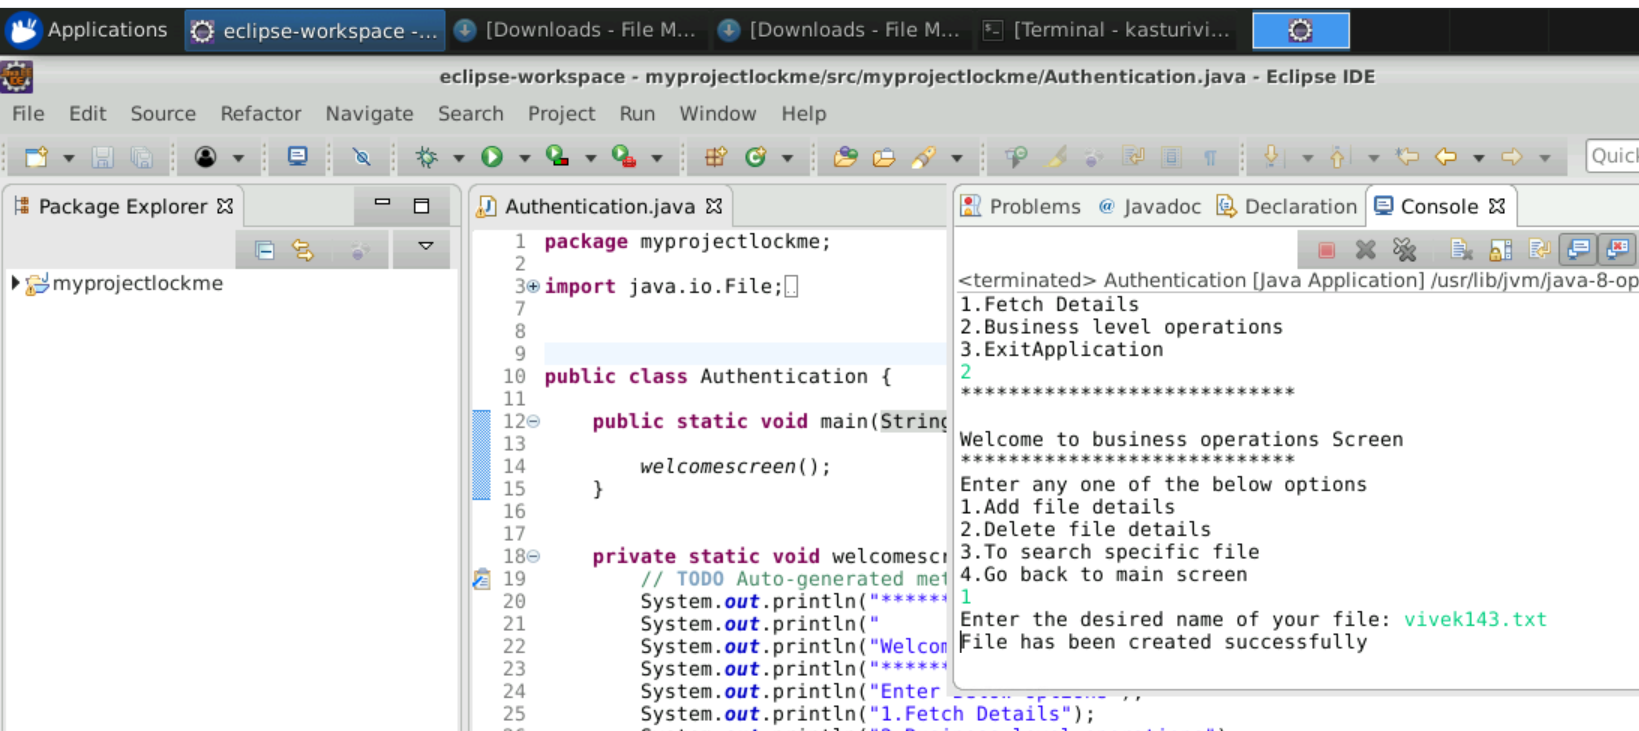 Applications eclipse-workspace -... [Downloads - File M... [Downloads - File M... [Terminal - kasturivi...
eclipse-workspace - myprojectlockme/src/myprojectlockme/Authentication.java - Eclipse IDE
File Edit Source Refactor Navigate Search Project Run Window Help
Package Explorer
myprojectlockme
Authentication.java
1 package myprojectlockme;
2
3 import java.io.File;
7
8
9
10 public class Authentication {
11
12 public static void main(String
13
14 welcomescreen();
15 }
16
17
18 private static void welcomescr
19 // TODO Auto-generated met
20 System.out.println("******
21 System.out.println("
22 System.out.println("Welcom
23 System.out.println("******
24 System.out.println("Enter
25 System.out.println("1.Fetch Details");
Problems Javadoc Declaration Console
<terminated> Authentication [Java Application] /usr/lib/jvm/java-8-op
1.Fetch Details
2.Business level operations
3.ExitApplication
2
****************************
Welcome to business operations Screen
****************************
Enter any one of the below options
1.Add file details
2.Delete file details
3.To search specific file
4.Go back to main screen
1
Enter the desired name of your file: vivek143.txt
File has been created successfully